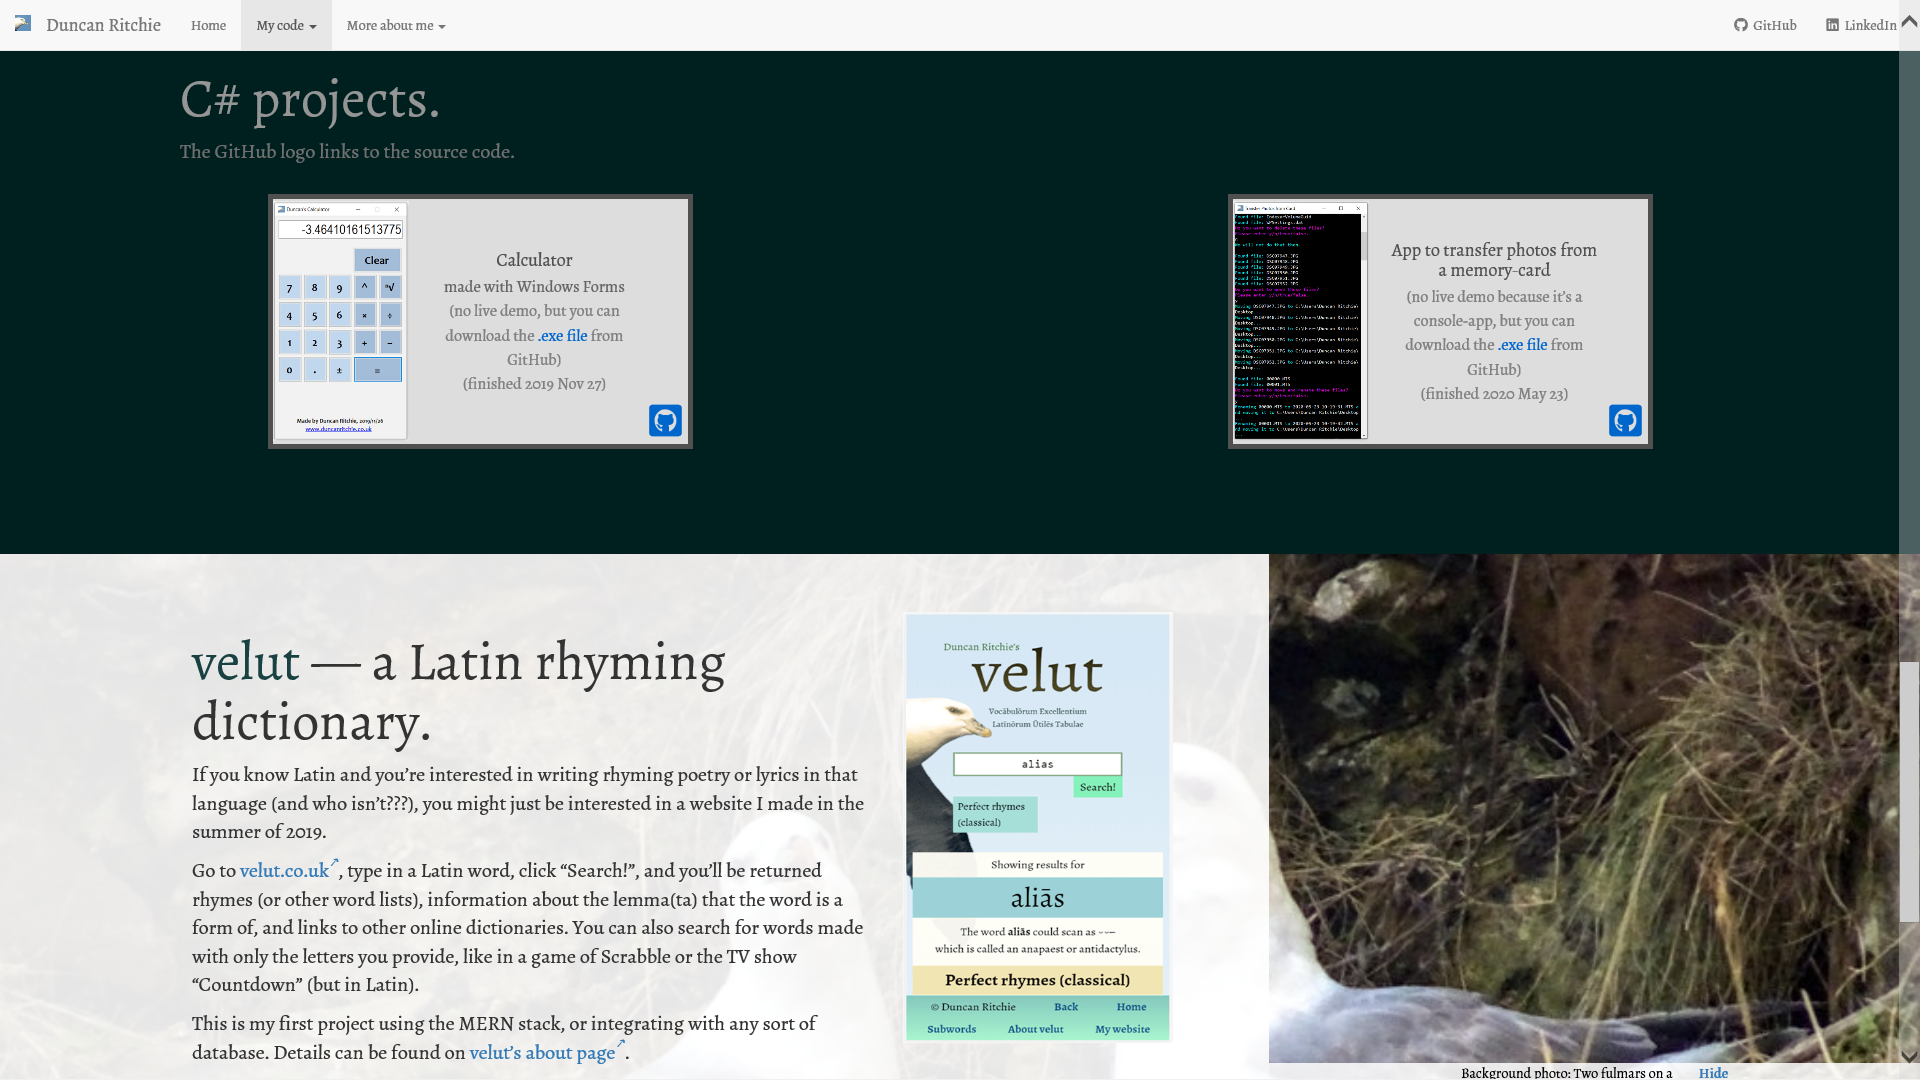 Duncan Ritchie Home My code More about me GitHub LinkedIn
C# projects.
The GitHub logo links to the source code.
Duncan's Calculator
-3.46410161513775
Clear
7 8 9 ^ ⁿ√
4 5 6 × ÷
1 2 3 + −
0 . ± =
Made by Duncan Ritchie, 2019/11/26
www.duncanritchie.co.uk
Calculator
made with Windows Forms
(no live demo, but you can
download the .exe file from
GitHub)
(finished 2019 Nov 27)
App to transfer photos from
a memory-card
(no live demo because it’s a
console-app, but you can
download the .exe file from
GitHub)
(finished 2020 May 23)
velut — a Latin rhyming
dictionary.
If you know Latin and you’re interested in writing rhyming poetry or lyrics in that
language (and who isn’t???), you might just be interested in a website I made in the
summer of 2019.
Go to velut.co.uk↗, type in a Latin word, click “Search!”, and you’ll be returned
rhymes (or other word lists), information about the lemma(ta) that the word is a
form of, and links to other online dictionaries. You can also search for words made
with only the letters you provide, like in a game of Scrabble or the TV show
“Countdown” (but in Latin).
This is my first project using the MERN stack, or integrating with any sort of
database. Details can be found on velut’s about page↗.
Duncan Ritchie's
velut
Vocābulōrum Excellentium
Latīnōrum Ūtilēs Tabulae
alias
Search!
Perfect rhymes
(classical)
Showing results for
aliās
The word aliās could scan as ⏑⏑–
which is called an anapaest or antidactylus.
Perfect rhymes (classical)
© Duncan Ritchie Back Home
Subwords About velut My website
Background photo: Two fulmars on a Hide